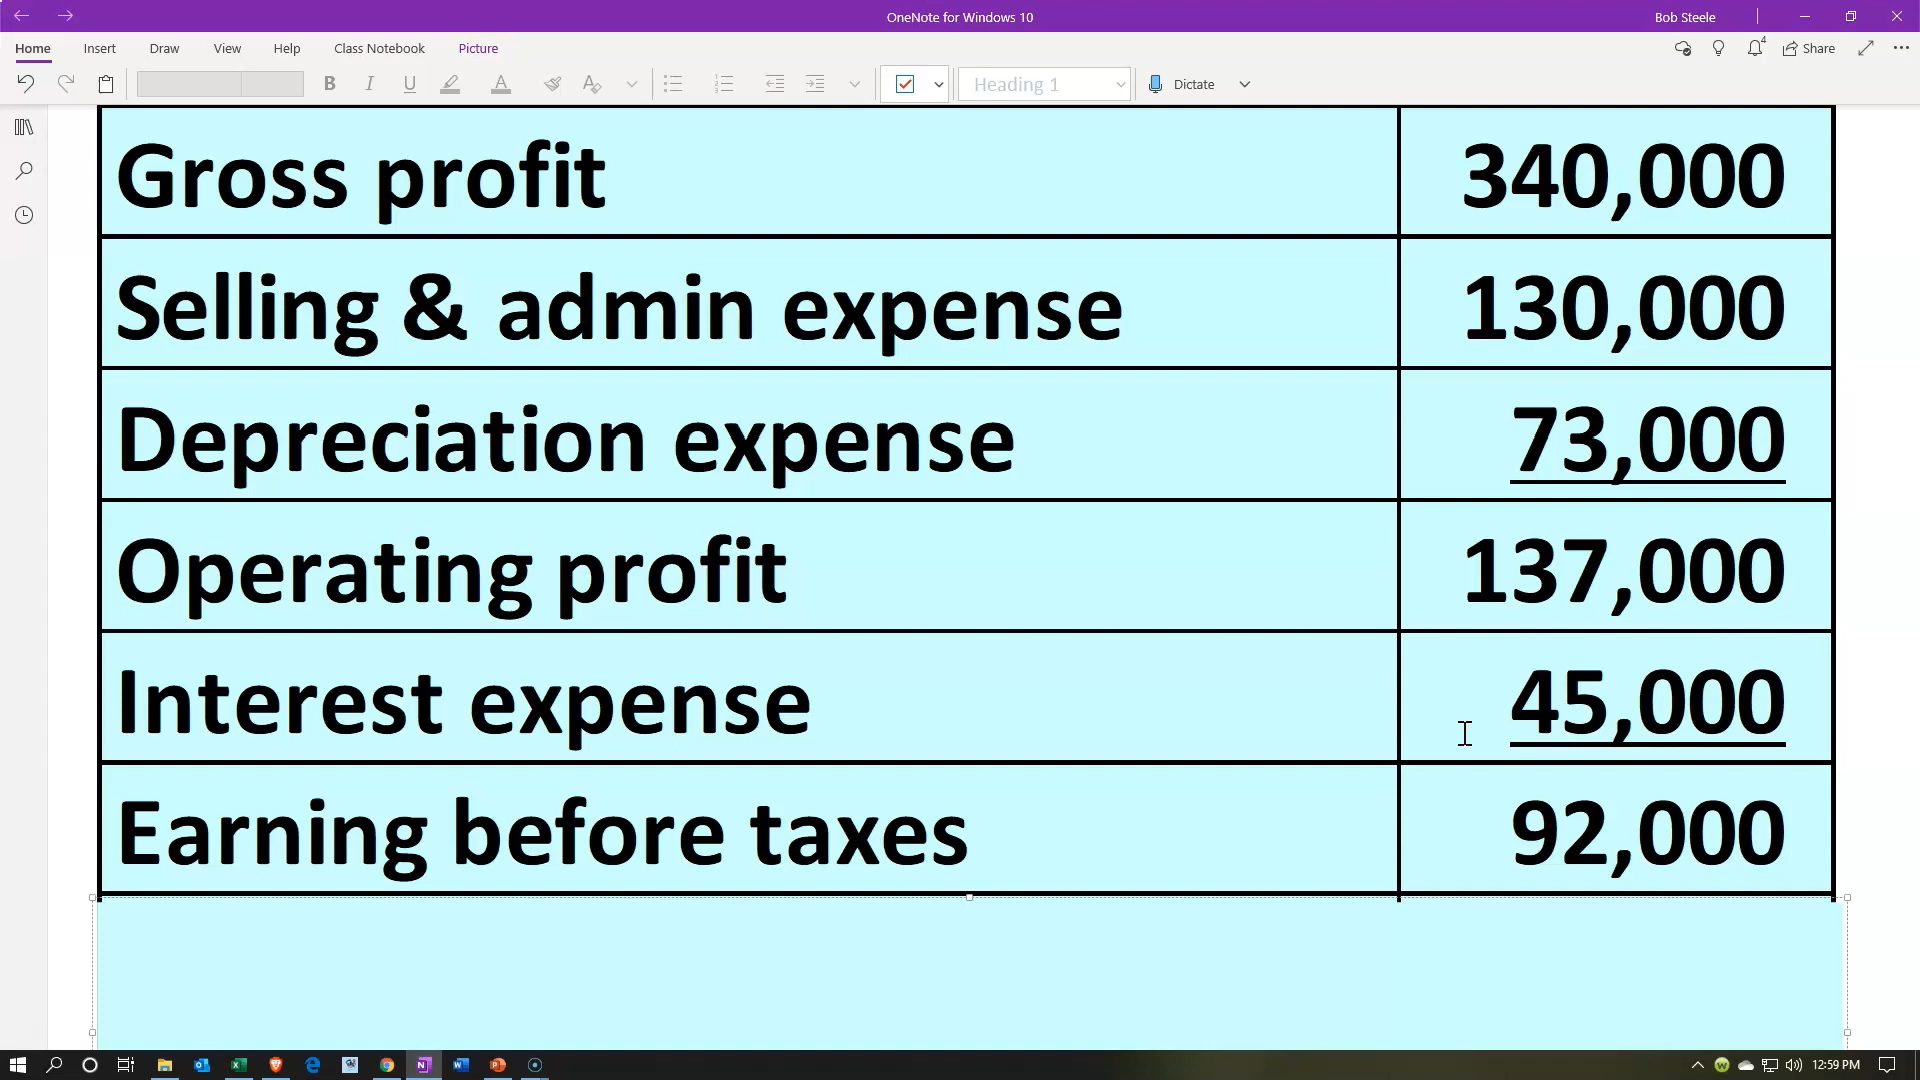 OneNote for Windows 10
Bob Steele
Home Insert Draw View Help Class Notebook Picture
4 Share
B I U A Heading 1 Dictate
Gross profit 340,000
Selling & admin expense 130,000
Depreciation expense 73,000
Operating profit 137,000
Interest expense 45,000
Earning before taxes 92,000
12:59 PM